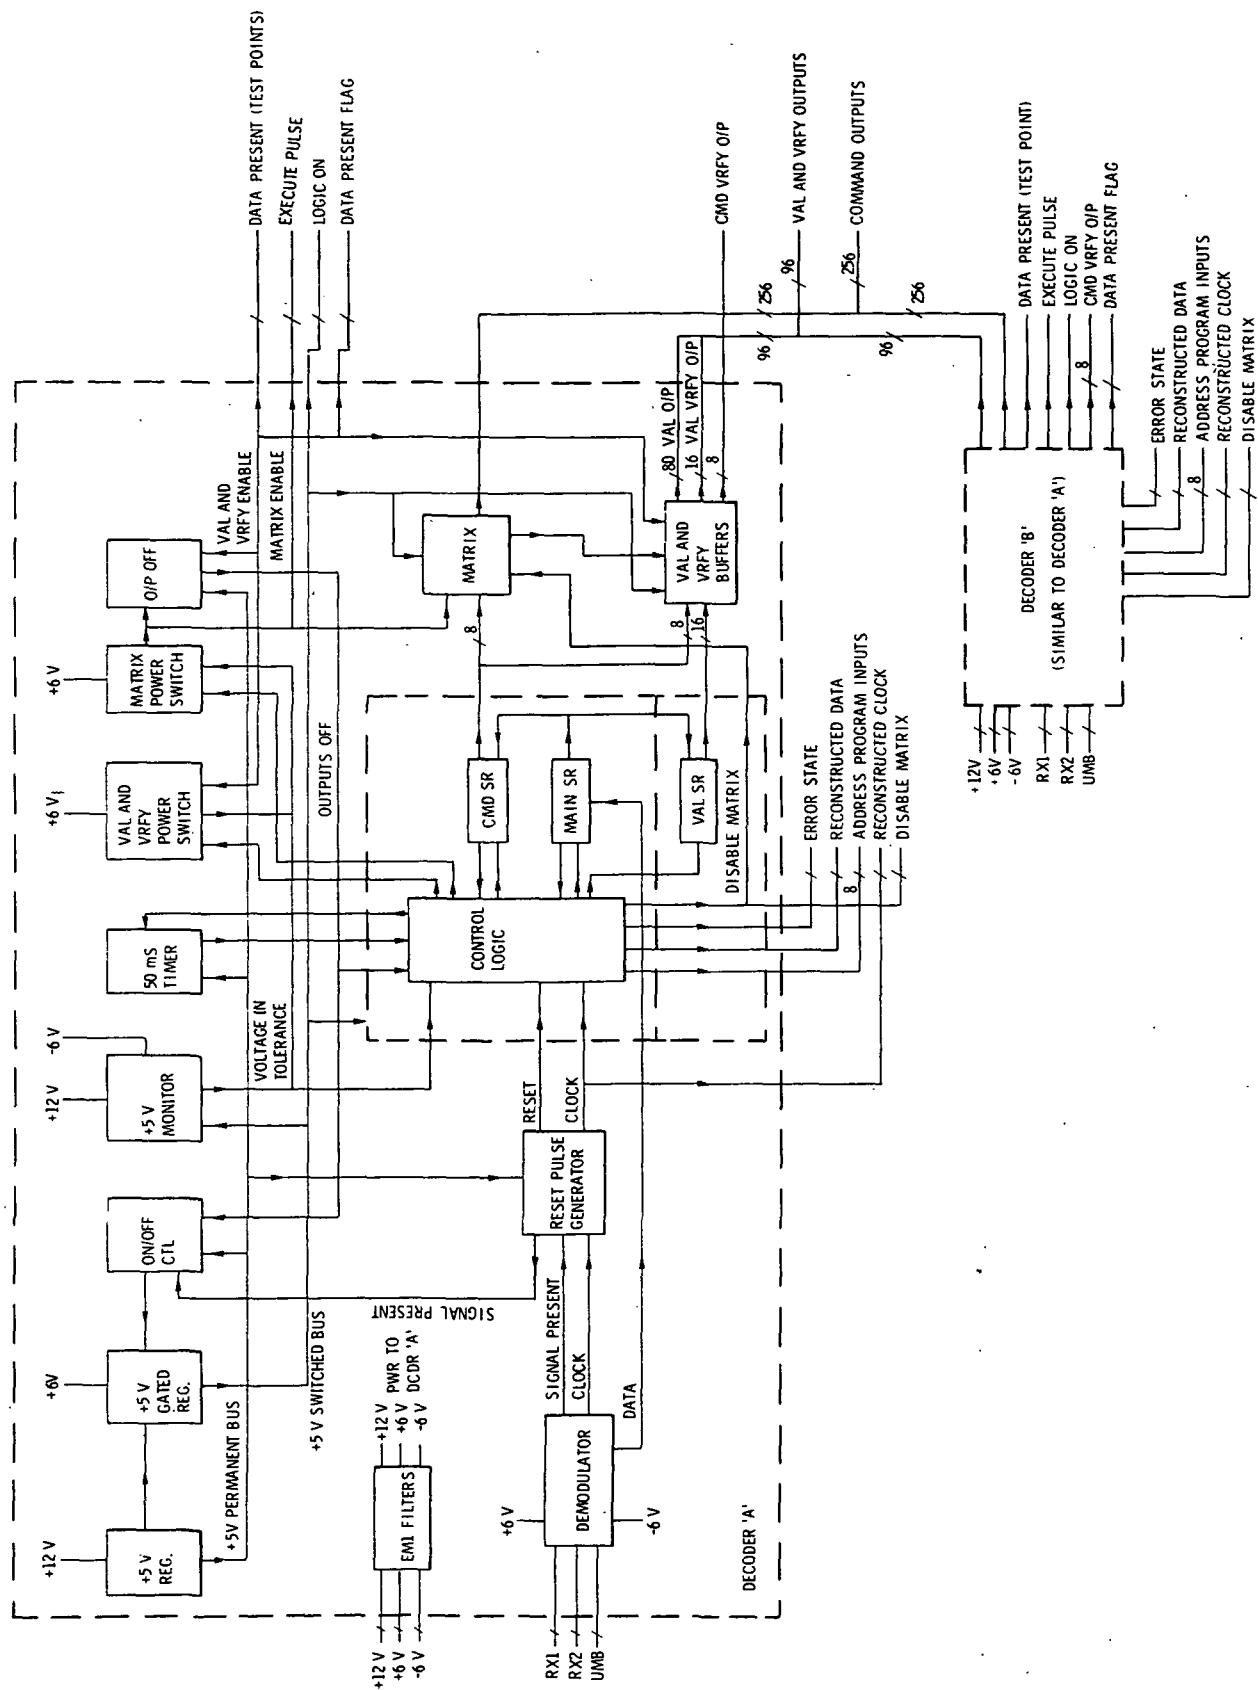 +12 V
+5 V
REG.
+6V
+5 V
GATED
REG.
ON/OFF
CTL
+12 V
-6 V
+5 V
MONITOR
50 mS
TIMER
+6 V
VAL AND
VRFY
POWER
SWITCH
+6 V
MATRIX
POWER
SWITCH
O/P OFF
VAL AND
VRFY ENABLE
MATRIX ENABLE
DATA PRESENT (TEST POINTS)
EXECUTE PULSE
LOGIC ON
DATA PRESENT FLAG
+5V PERMANENT BUS
+5 V SWITCHED BUS
VOLTAGE IN
TOLERANCE
OUTPUTS OFF
SIGNAL PRESENT
+12 V
+6 V
-6 V
EMI FILTERS
+12 V
+6 V
-6 V
PWR TO
DCDR 'A'
RX1
RX2
UMB
+6 V
DEMODULATOR
-6 V
SIGNAL PRESENT
CLOCK
DATA
RESET PULSE
GENERATOR
RESET
CLOCK
CONTROL
LOGIC
CMD SR
MAIN SR
VAL SR
DISABLE MATRIX
8
8
16
MATRIX
VAL AND
VRFY
BUFFERS
80 VAL O/P
16 VAL VRFY O/P
8
CMD VRFY O/P
256
96
96
VAL AND VRFY OUTPUTS
256
COMMAND OUTPUTS
96
256
DECODER 'A'
ERROR STATE
RECONSTRUCTED DATA
8
ADDRESS PROGRAM INPUTS
RECONSTRUCTED CLOCK
DISABLE MATRIX
+12V
+6V
-6V
RX1
RX2
UMB
DECODER 'B'
(SIMILAR TO DECODER 'A')
DATA PRESENT (TEST POINT)
EXECUTE PULSE
LOGIC ON
8
CMD VRFY O/P
DATA PRESENT FLAG
ERROR STATE
RECONSTRUCTED DATA
8
ADDRESS PROGRAM INPUTS
RECONSTRUCTED CLOCK
DISABLE MATRIX